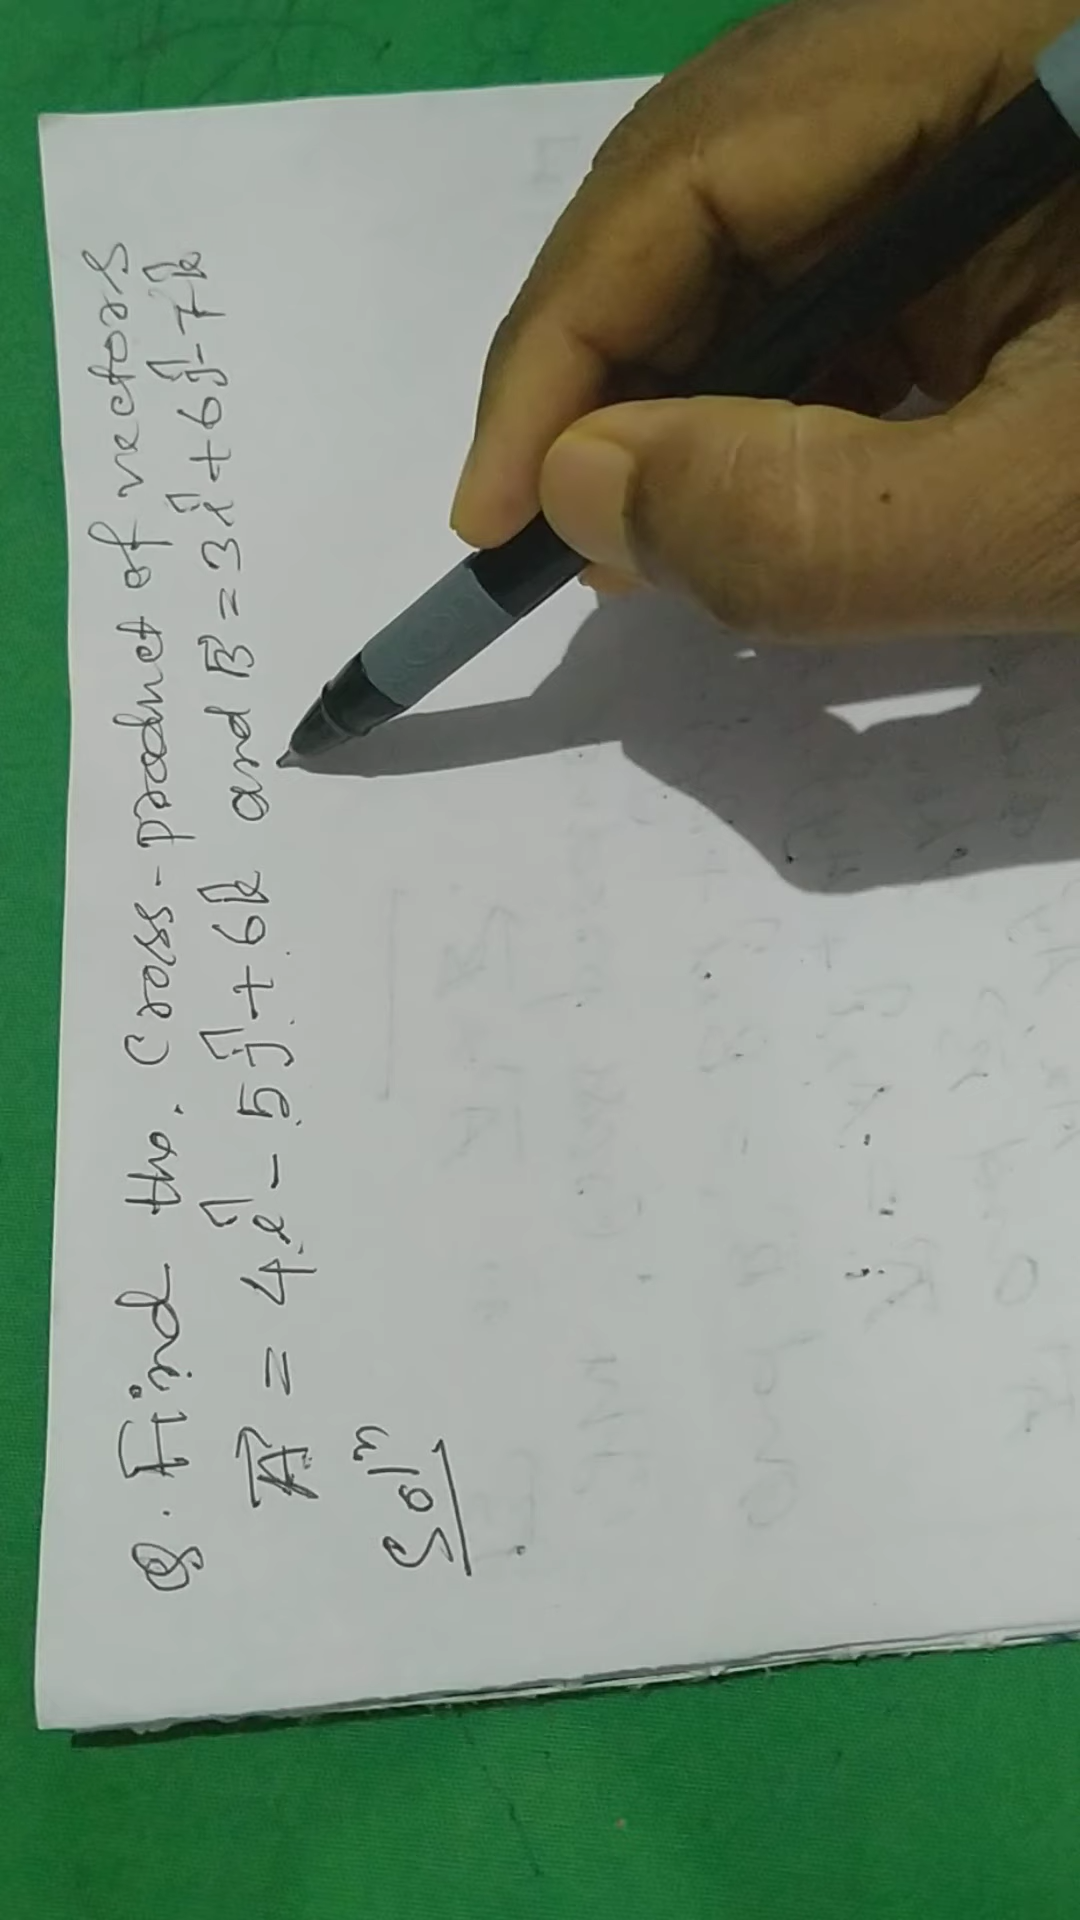 Q. Find the. Cross-product of vectors
A⃗ = 4î - 5ĵ + 6k̂ and B⃗ = 3î + 6ĵ - 7k̂
Solⁿ